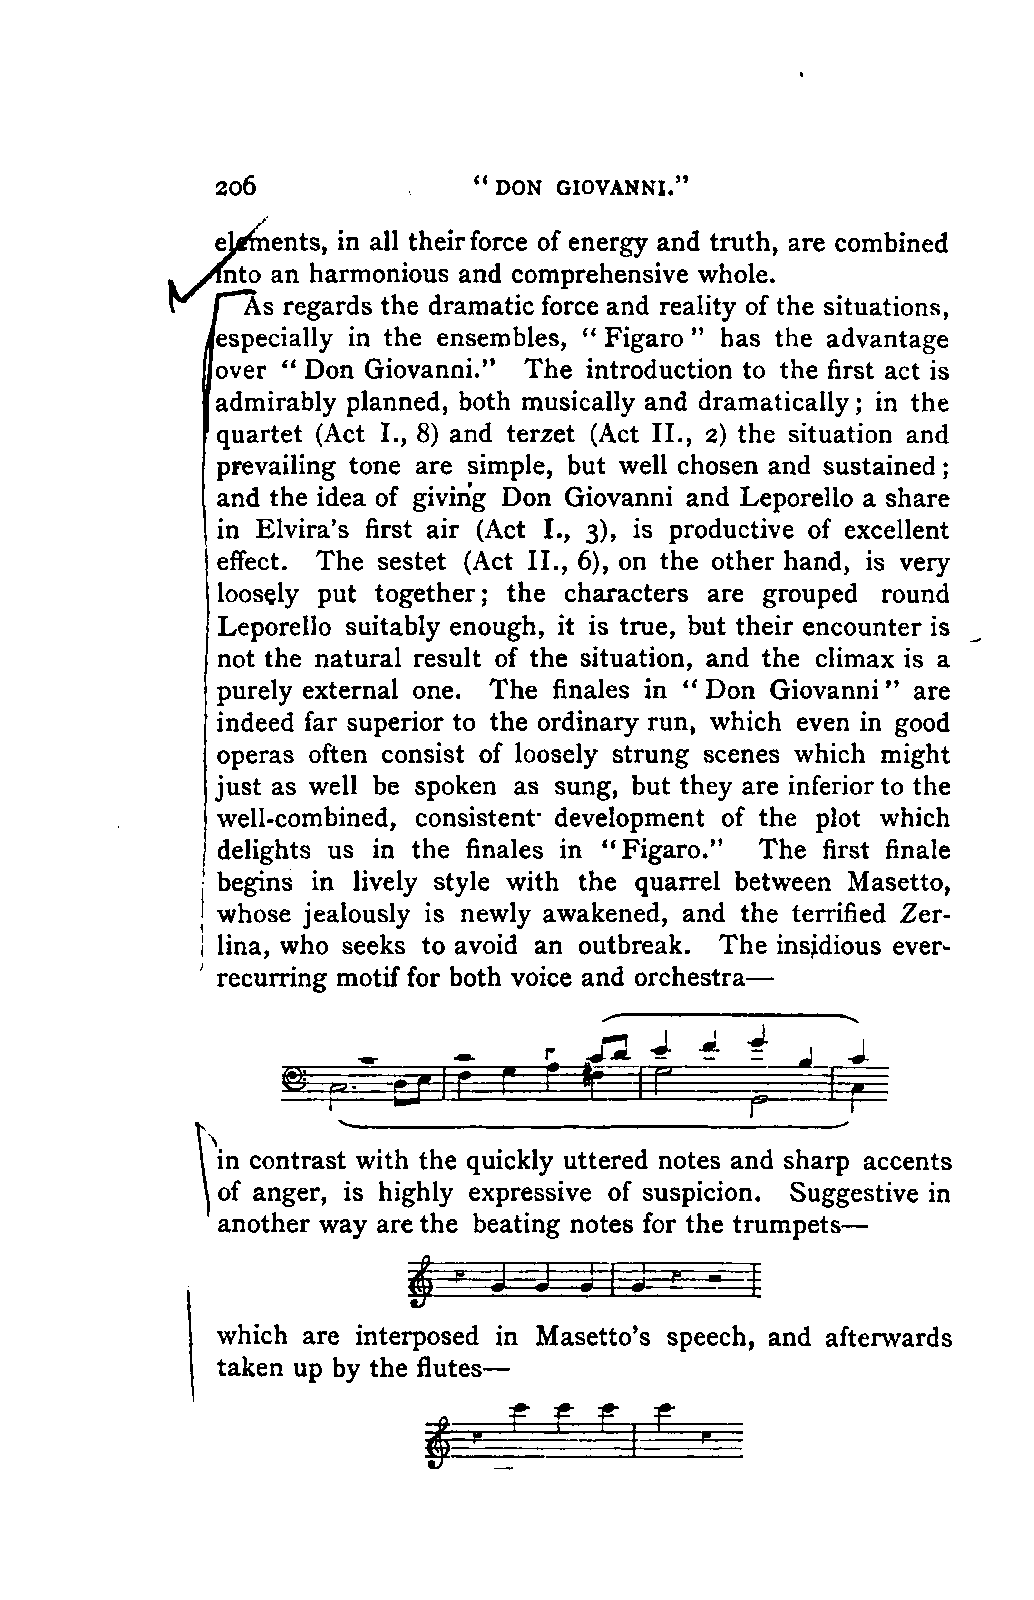 206 “ DON GIOVANNI.”
elements, in all their force of energy and truth, are combined
into an harmonious and comprehensive whole.
As regards the dramatic force and reality of the situations,
especially in the ensembles, “ Figaro ” has the advantage
over “ Don Giovanni.” The introduction to the first act is
admirably planned, both musically and dramatically ; in the
quartet (Act I., 8) and terzet (Act II., 2) the situation and
prevailing tone are simple, but well chosen and sustained ;
and the idea of giving Don Giovanni and Leporello a share
in Elvira’s first air (Act I., 3), is productive of excellent
effect. The sestet (Act II., 6), on the other hand, is very
loosely put together ; the characters are grouped round
Leporello suitably enough, it is true, but their encounter is
not the natural result of the situation, and the climax is a
purely external one. The finales in “ Don Giovanni ” are
indeed far superior to the ordinary run, which even in good
operas often consist of loosely strung scenes which might
just as well be spoken as sung, but they are inferior to the
well-combined, consistent development of the plot which
delights us in the finales in “ Figaro.” The first finale
begins in lively style with the quarrel between Masetto,
whose jealously is newly awakened, and the terrified Zer-
lina, who seeks to avoid an outbreak. The insidious ever-
recurring motif for both voice and orchestra—
in contrast with the quickly uttered notes and sharp accents
of anger, is highly expressive of suspicion. Suggestive in
another way are the beating notes for the trumpets—
which are interposed in Masetto’s speech, and afterwards
taken up by the flutes—